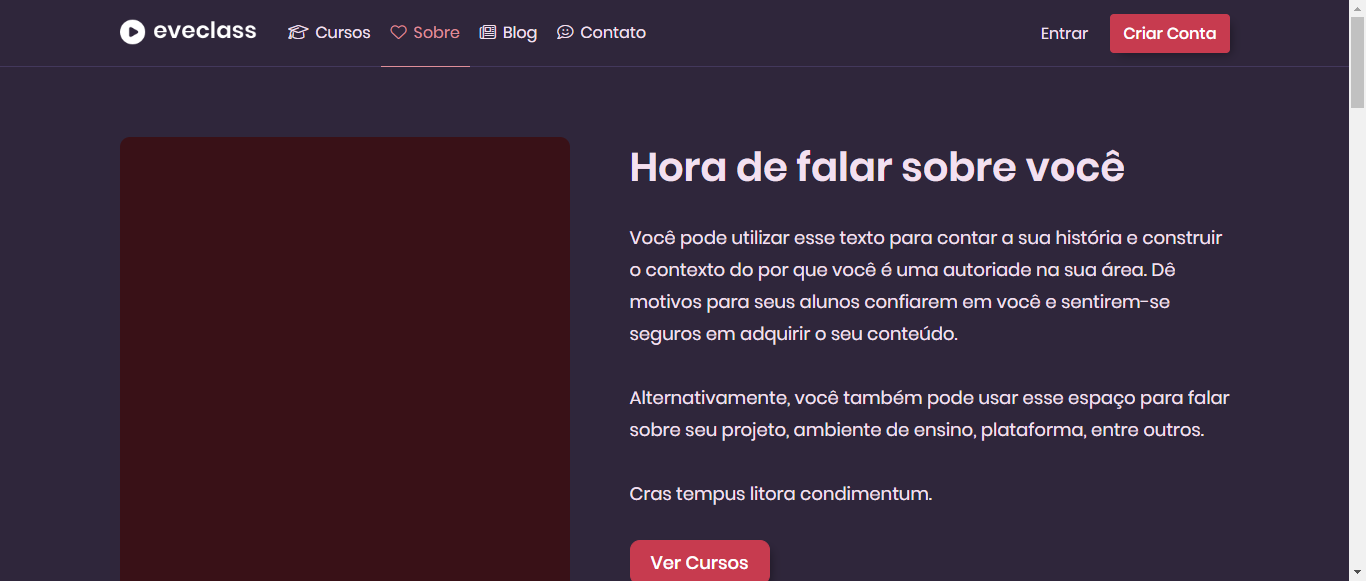 eveclass
Cursos
Sobre
Blog
Contato
Entrar
Criar Conta
Hora de falar sobre você
Você pode utilizar esse texto para contar a sua história e construir
o contexto do por que você é uma autoriade na sua área. Dê
motivos para seus alunos confiarem em você e sentirem-se
seguros em adquirir o seu conteúdo.
Alternativamente, você também pode usar esse espaço para falar
sobre seu projeto, ambiente de ensino, plataforma, entre outros.
Cras tempus litora condimentum.
Ver Cursos